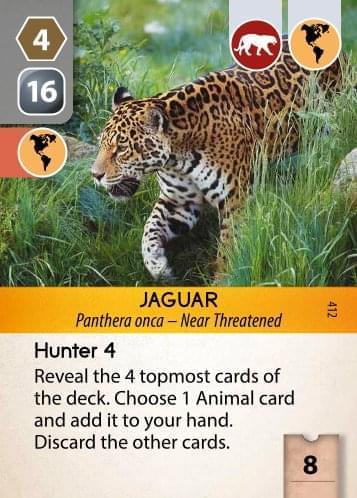 4
16
JAGUAR
Panthera onca – Near Threatened
412
Hunter 4
Reveal the 4 topmost cards of
the deck. Choose 1 Animal card
and add it to your hand.
Discard the other cards.
8